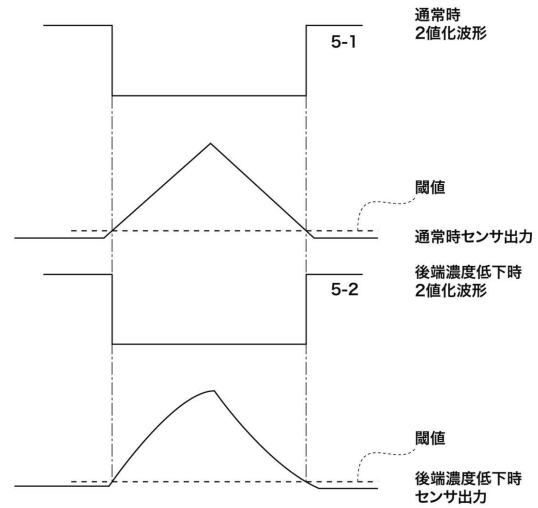 通常時
2値化波形
5-1
閾値
通常時センサ出力
後端濃度低下時
2値化波形
5-2
閾値
後端濃度低下時
センサ出力